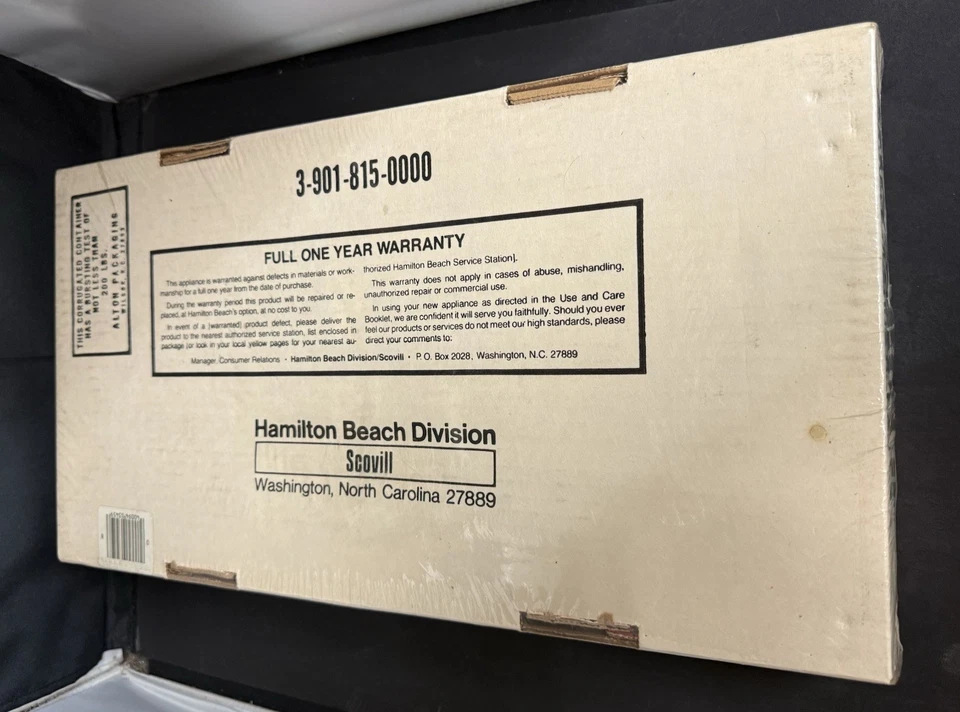 3-901-815-0000
THIS CORRUGATED CONTAINER
HAS A BURSTING TEST OF
NOT LESS THAN
200 LBS.
ALTON PACKAGING
FULL ONE YEAR WARRANTY
This appliance is warranted against defects in materials or work-
manship for a full one year from the date of purchase.
During the warranty period this product will be repaired or re-
placed, at Hamilton Beach's option, at no cost to you.
In event of a [warranted] product defect, please deliver the
product to the nearest authorized service station, list enclosed in
package [or look in your local yellow pages for your nearest au-
thorized Hamilton Beach Service Station].
This warranty does not apply in cases of abuse, mishandling,
unauthorized repair or commercial use.
In using your new appliance as directed in the Use and Care
Booklet, we are confident it will serve you faithfully. Should you ever
feel our products or services do not meet our high standards, please
direct your comments to:
Manager, Consumer Relations • Hamilton Beach Division/Scovill • P.O. Box 2028, Washington, N.C. 27889
Hamilton Beach Division
Scovill
Washington, North Carolina 27889